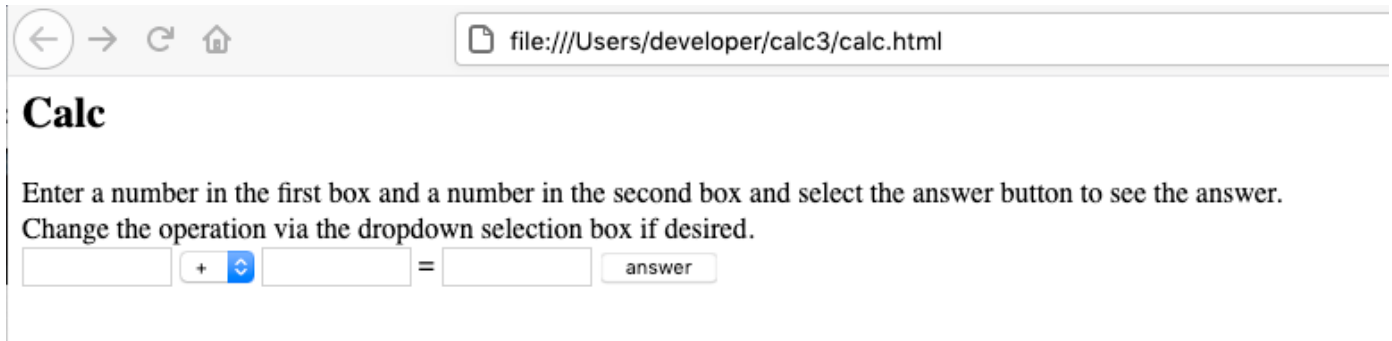 file:///Users/developer/calc3/calc.html
Calc
Enter a number in the first box and a number in the second box and select the answer button to see the answer.
Change the operation via the dropdown selection box if desired.
+ = answer